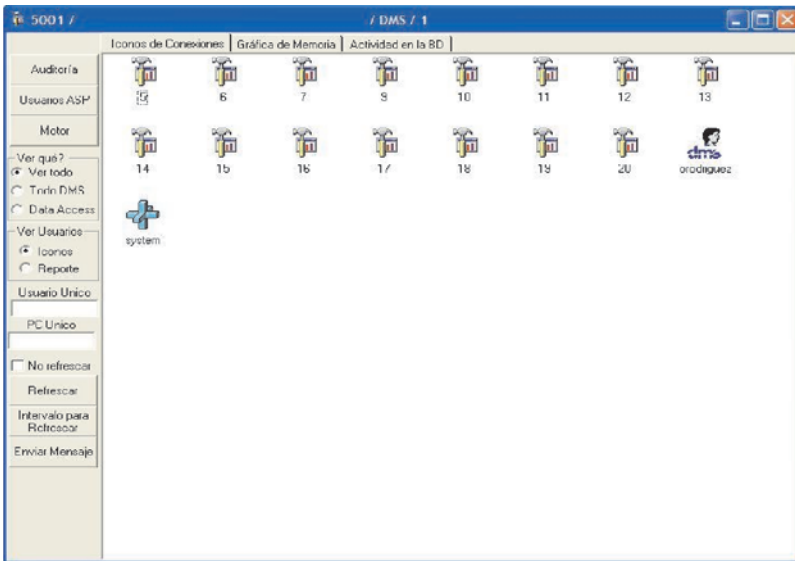 5001 /
/ DMS / 1
Iconos de Conexiones
Gráfica de Memoria
Actividad en la BD
Auditoría
Usuarios ASP
Motor
Ver qué?
Ver todo
Todo DMS
Data Access
Ver Usuarios
Iconos
Reporte
Usuario Unico
PC Unico
No refrescar
Refrescar
Intervalo para
Refrescar
Enviar Mensaje
5
6
7
9
10
11
12
13
14
15
16
17
18
19
20
dms
orodriguez
system